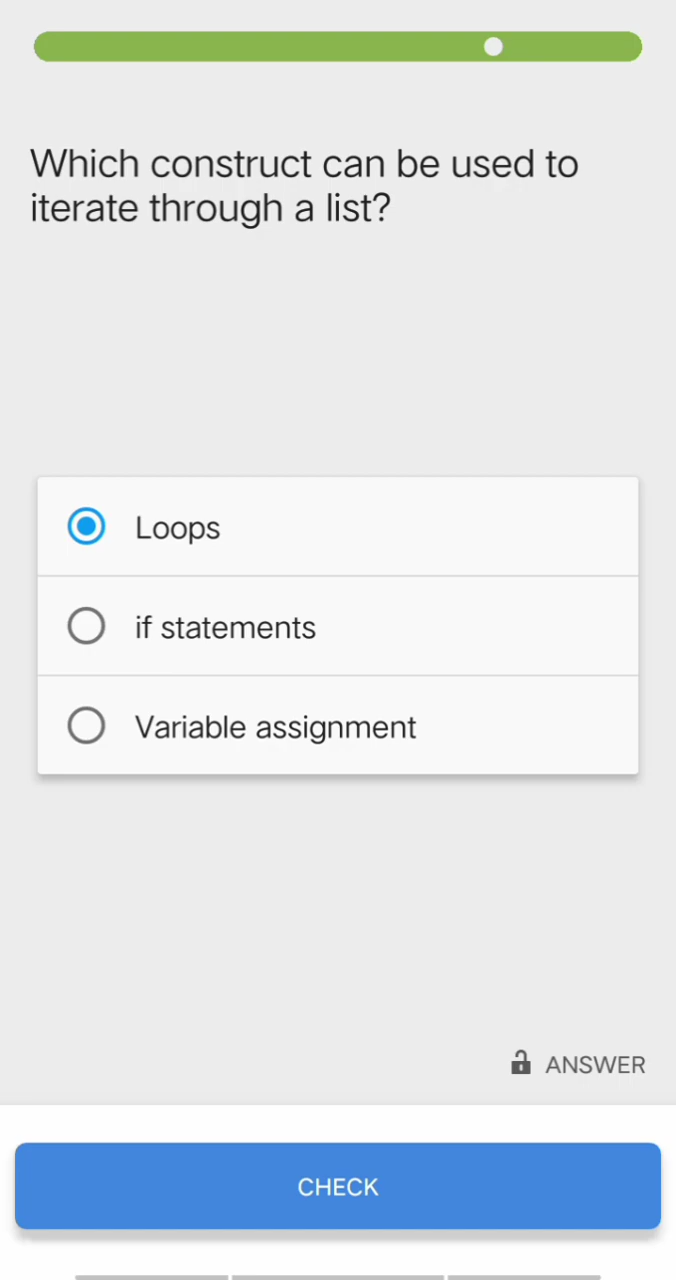 Which construct can be used to
iterate through a list?
Loops
if statements
Variable assignment
ANSWER
CHECK